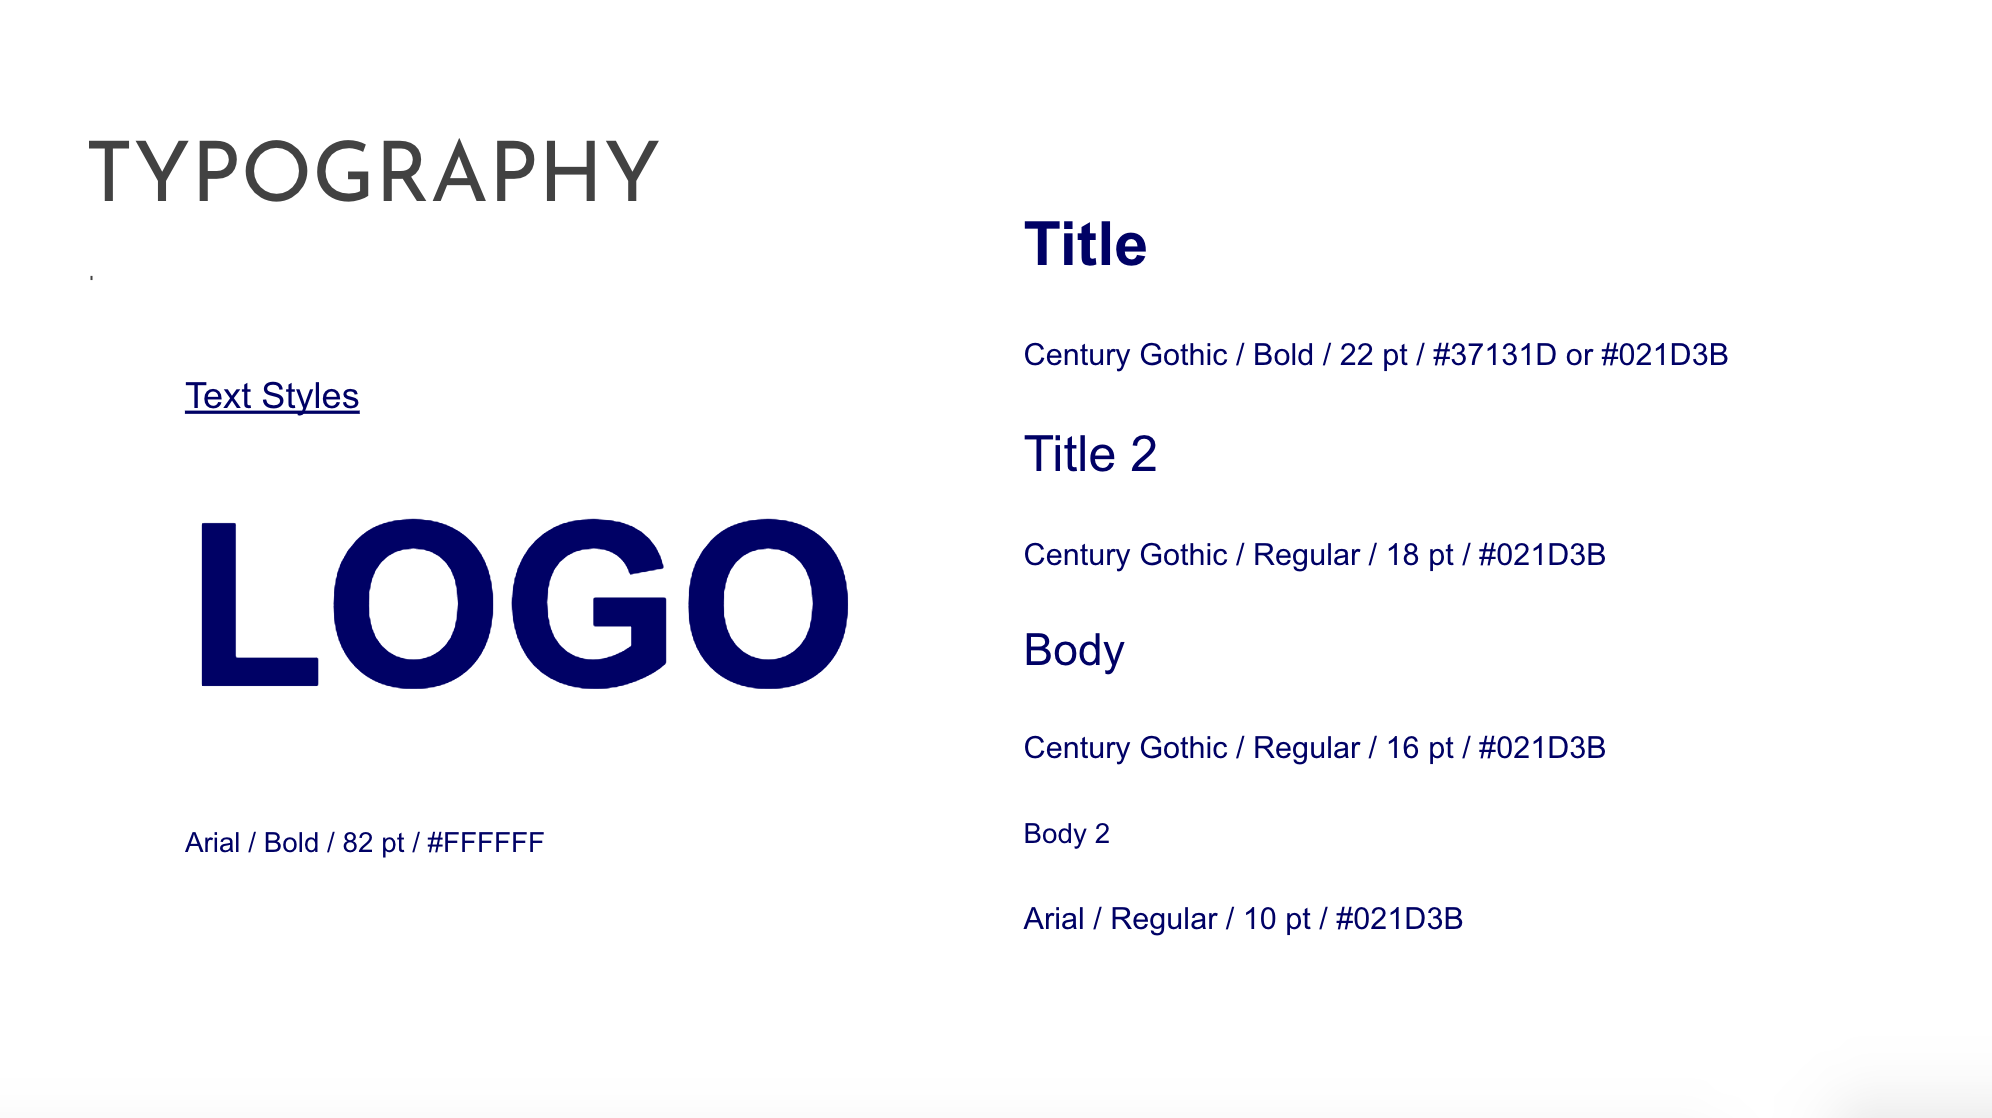 TYPOGRAPHY
Text Styles
LOGO
Arial / Bold / 82 pt / #FFFFFF
Title
Century Gothic / Bold / 22 pt / #37131D or #021D3B
Title 2
Century Gothic / Regular / 18 pt / #021D3B
Body
Century Gothic / Regular / 16 pt / #021D3B
Body 2
Arial / Regular / 10 pt / #021D3B